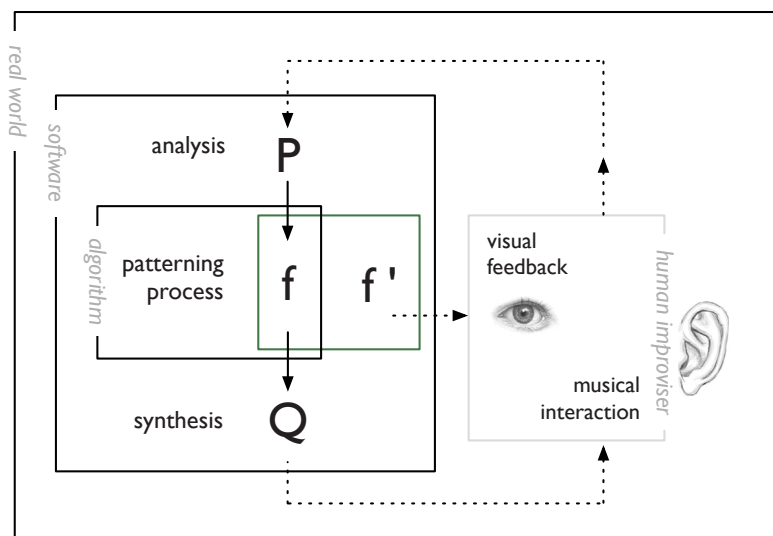 real world
software
analysis
P
algorithm
patterning
process
f
f '
synthesis
Q
visual
feedback
human improviser
musical
interaction